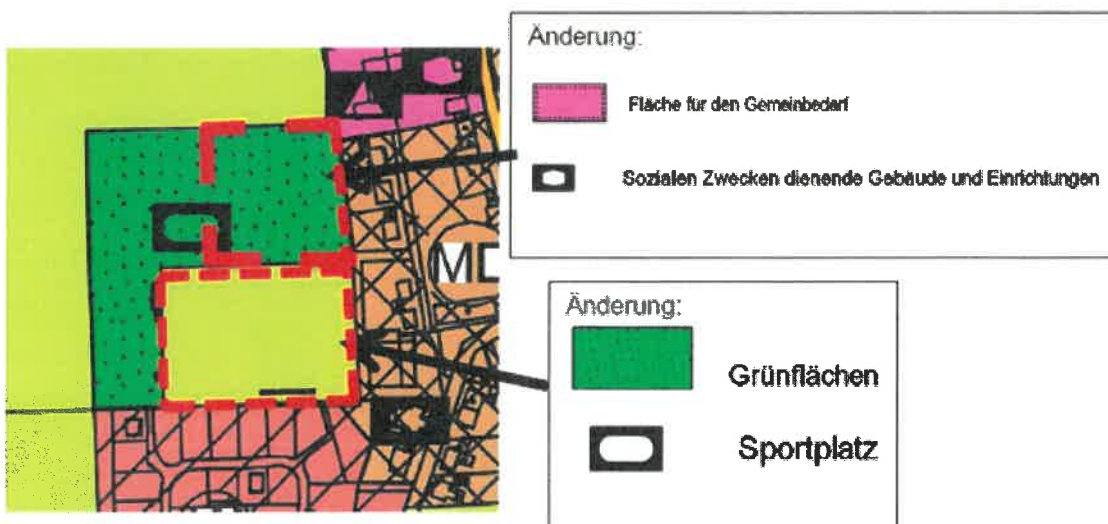 Änderung:
Fläche für den Gemeinbedarf
Sozialen Zwecken dienende Gebäude und Einrichtungen
MD
Änderung:
Grünflächen
Sportplatz